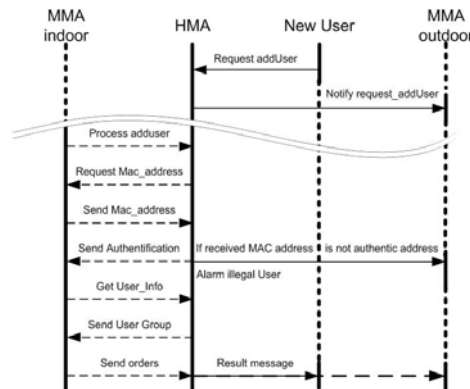 MMA indoor
HMA
New User
MMA outdoor
Request addUser
Notify request_addUser
Process adduser
Request Mac_address
Send Mac_address
Send Authentification
If received MAC address
is not authentic address
Alarm illegal User
Get User_Info
Send User Group
Send orders
Result message